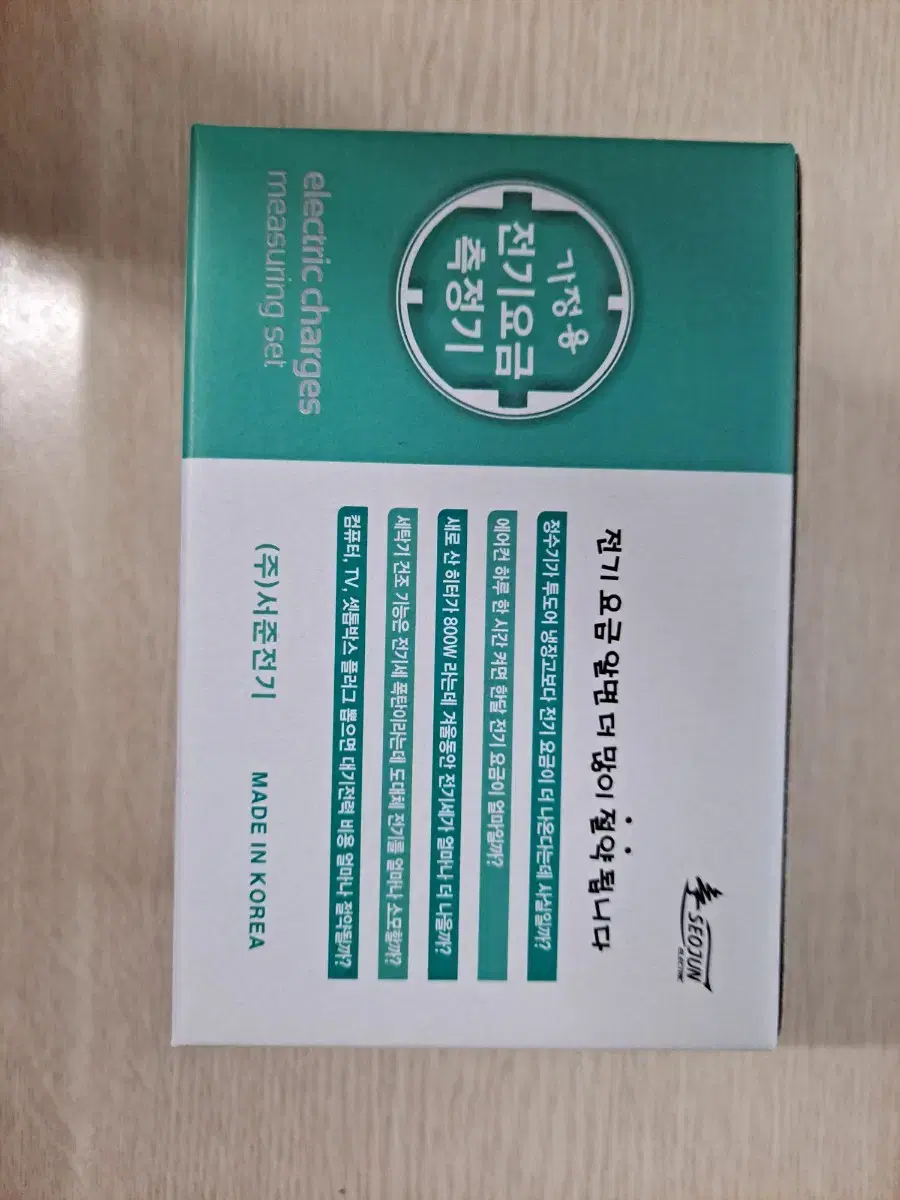 가정용
전기요금
측정기
electric charges
measuring set
SEOJUN
ELECTRIC
전기 요금 알면 더 많이 절약 됩니다
정수기가 투도어 냉장고보다 전기 요금이 더 나온다는데 사실일까?
에어컨 하루 한 시간 켜면 한달 전기 요금이 얼마일까?
새로 산 히터가 800W 라는데 겨울동안 전기세가 얼마나 더 나올까?
세탁기 건조 기능은 전기세 폭탄이라는데 도대체 전기를 얼마나 소모할까?
컴퓨터, TV, 셋톱박스 플러그 뽑으면 대기전력 비용 얼마나 절약될까?
(주)서준전기
MADE IN KOREA